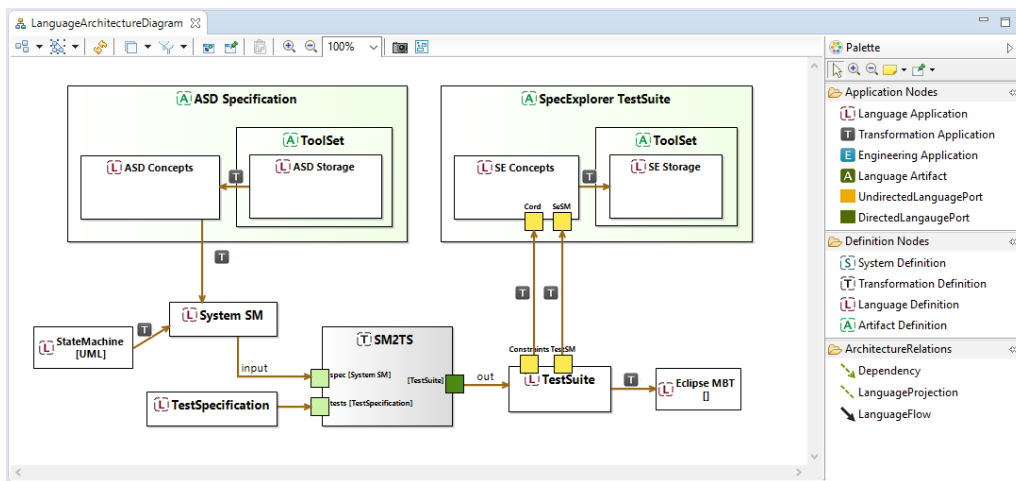 LanguageArchitectureDiagram
100%
A ASD Specification
A ToolSet
L ASD Concepts
T
L ASD Storage
T
A SpecExplorer TestSuite
A ToolSet
L SE Concepts
T
L SE Storage
Cord
SeSM
T
T
L System SM
L StateMachine
[UML]
T
input
T SM2TS
spec [System SM]
[TestSuite]
tests [TestSpecification]
L TestSpecification
out
Constraints
TestSM
L TestSuite
T
L Eclipse MBT
[]
Palette
Application Nodes
L Language Application
T Transformation Application
E Engineering Application
A Language Artifact
UndirectedLanguagePort
DirectedLangaugePort
Definition Nodes
S System Definition
T Transformation Definition
L Language Definition
A Artifact Definition
ArchitectureRelations
Dependency
LanguageProjection
LanguageFlow